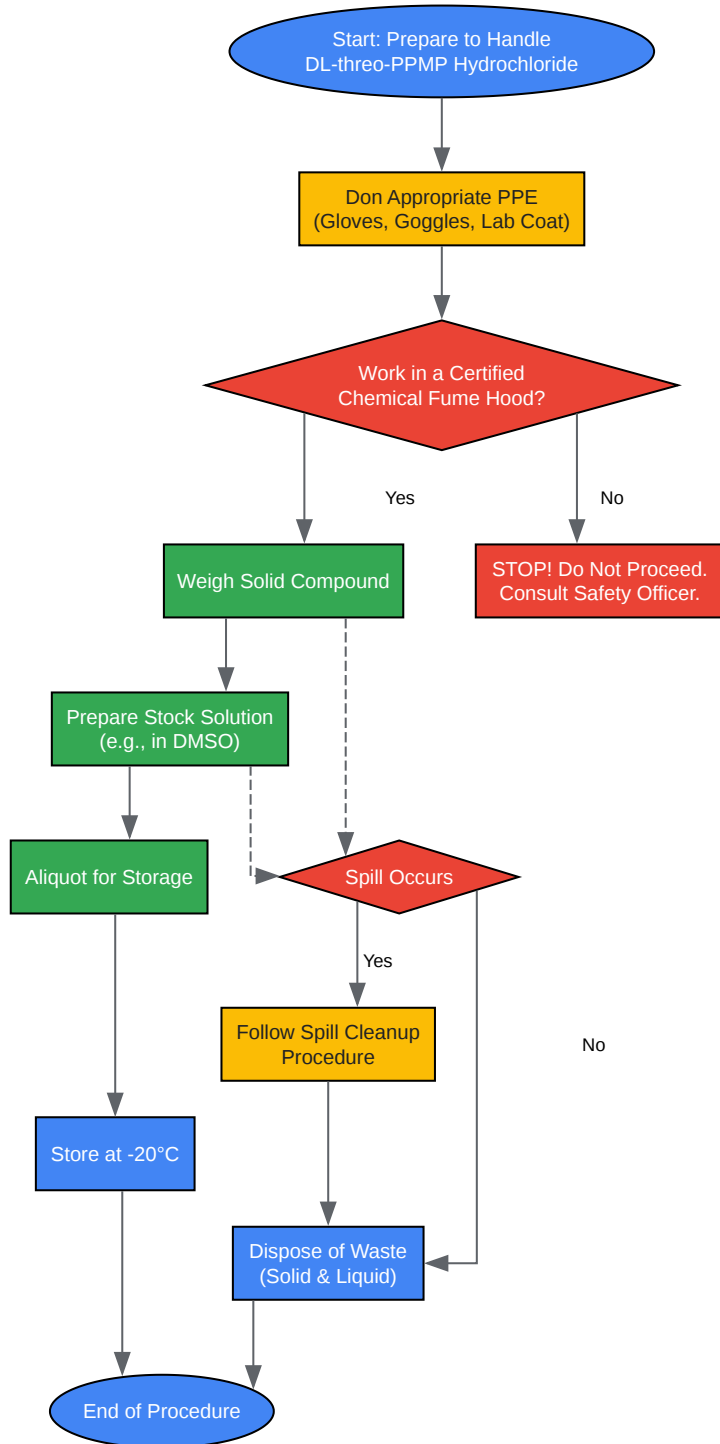 Start: Prepare to Handle
DL-threo-PPMP Hydrochloride
Don Appropriate PPE
(Gloves, Goggles, Lab Coat)
Work in a Certified
Chemical Fume Hood?
Yes
No
Weigh Solid Compound
STOP! Do Not Proceed.
Consult Safety Officer.
Prepare Stock Solution
(e.g., in DMSO)
Aliquot for Storage
Spill Occurs
Yes
Follow Spill Cleanup
Procedure
No
Store at -20°C
Dispose of Waste
(Solid & Liquid)
End of Procedure